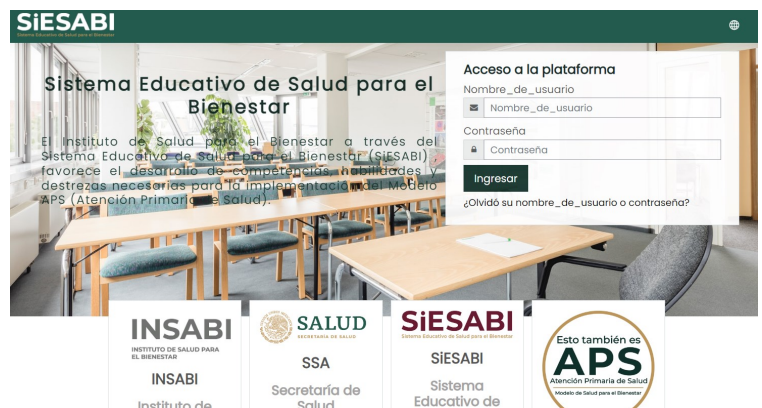 SiESABI
Sistema Educativo de Salud para el Bienestar
Sistema Educativo de Salud para el
Bienestar
El Instituto de Salud para el Bienestar a través del
Sistema Educativo de Salud para el Bienestar (SiESABI)
favorece el desarrollo de competencias, habilidades y
destrezas necesarias para la implementación del Modelo
APS (Atención Primaria de Salud).
Acceso a la plataforma
Nombre_de_usuario
Nombre_de_usuario
Contraseña
Contraseña
Ingresar
¿Olvidó su nombre_de_usuario o contraseña?
INSABI
INSTITUTO DE SALUD PARA
EL BIENESTAR
INSABI
Instituto de
SALUD
SECRETARÍA DE SALUD
SSA
Secretaría de
Salud
SiESABI
Sistema Educativo de Salud para el Bienestar
SiESABI
Sistema
Educativo de
Esto también es
APS
Atención Primaria de Salud
Modelo de Salud para el Bienestar